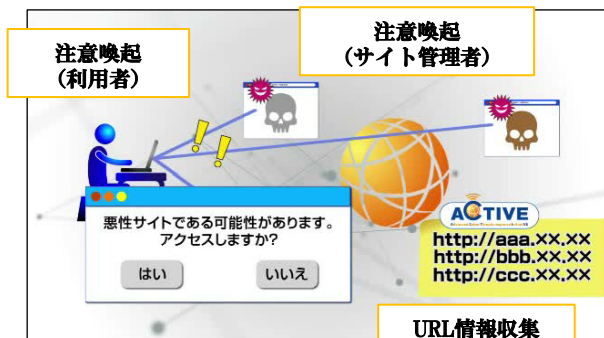 注意喚起
(利用者)
注意喚起
(サイト管理者)
悪性サイトである可能性があります。
アクセスしますか?
はい
いいえ
ACTIVE
http://aaa.××.××
http://bbb.××.××
http://ccc.××.××
URL情報収集